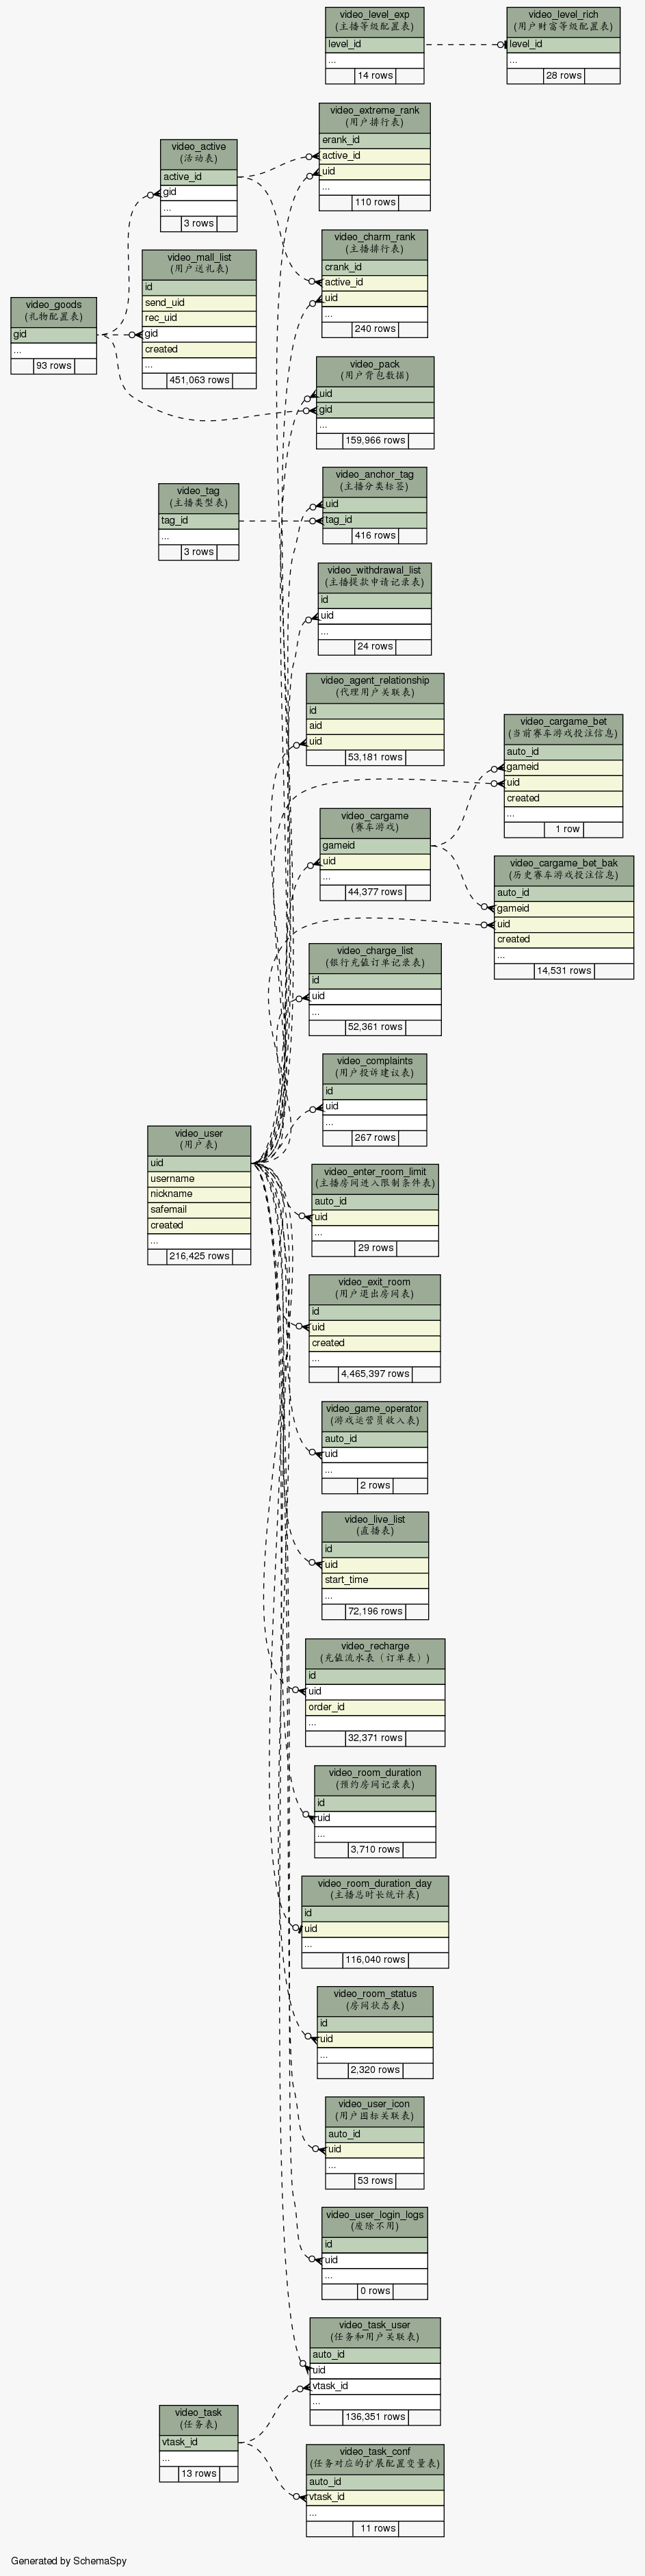 video_level_exp
(主播等级配置表)
level_id
...
14 rows
video_level_rich
(用户财富等级配置表)
level_id
...
28 rows
video_extreme_rank
(用户排行表)
erank_id
active_id
uid
...
110 rows
video_active
(活动表)
active_id
gid
...
3 rows
video_charm_rank
(主播排行表)
crank_id
active_id
uid
...
240 rows
video_mall_list
(用户送礼表)
id
send_uid
rec_uid
gid
created
...
451,063 rows
video_goods
(礼物配置表)
gid
...
93 rows
video_pack
(用户背包数据)
uid
gid
...
159,966 rows
video_anchor_tag
(主播分类标签)
uid
tag_id
...
416 rows
video_tag
(主播类型表)
tag_id
...
3 rows
video_withdrawal_list
(主播提款申请记录表)
id
uid
...
24 rows
video_agent_relationship
(代理用户关联表)
id
aid
uid
53,181 rows
video_cargame_bet
(当前赛车游戏投注信息)
auto_id
gameid
uid
created
...
1 row
video_cargame
(赛车游戏)
gameid
uid
...
44,377 rows
video_cargame_bet_bak
(历史赛车游戏投注信息)
auto_id
gameid
uid
created
...
14,531 rows
video_charge_list
(银行充值订单记录表)
id
uid
...
52,361 rows
video_complaints
(用户投诉建议表)
id
uid
...
267 rows
video_user
(用户表)
uid
username
nickname
safemail
created
...
216,425 rows
video_enter_room_limit
(主播房间进入限制条件表)
auto_id
uid
...
29 rows
video_exit_room
(用户退出房间表)
id
uid
created
...
4,465,397 rows
video_game_operator
(游戏运营员收入表)
auto_id
uid
...
2 rows
video_live_list
(直播表)
id
uid
start_time
...
72,196 rows
video_recharge
(充值流水表（订单表）)
id
uid
order_id
...
32,371 rows
video_room_duration
(预约房间记录表)
id
uid
...
3,710 rows
video_room_duration_day
(主播总时长统计表)
id
uid
...
116,040 rows
video_room_status
(房间状态表)
id
uid
...
2,320 rows
video_user_icon
(用户图标关联表)
auto_id
uid
...
53 rows
video_user_login_logs
(废除不用)
id
uid
...
0 rows
video_task_user
(任务和用户关联表)
auto_id
uid
vtask_id
...
136,351 rows
video_task
(任务表)
vtask_id
...
13 rows
video_task_conf
(任务对应的扩展配置变量表)
auto_id
vtask_id
...
11 rows
Generated by SchemaSpy